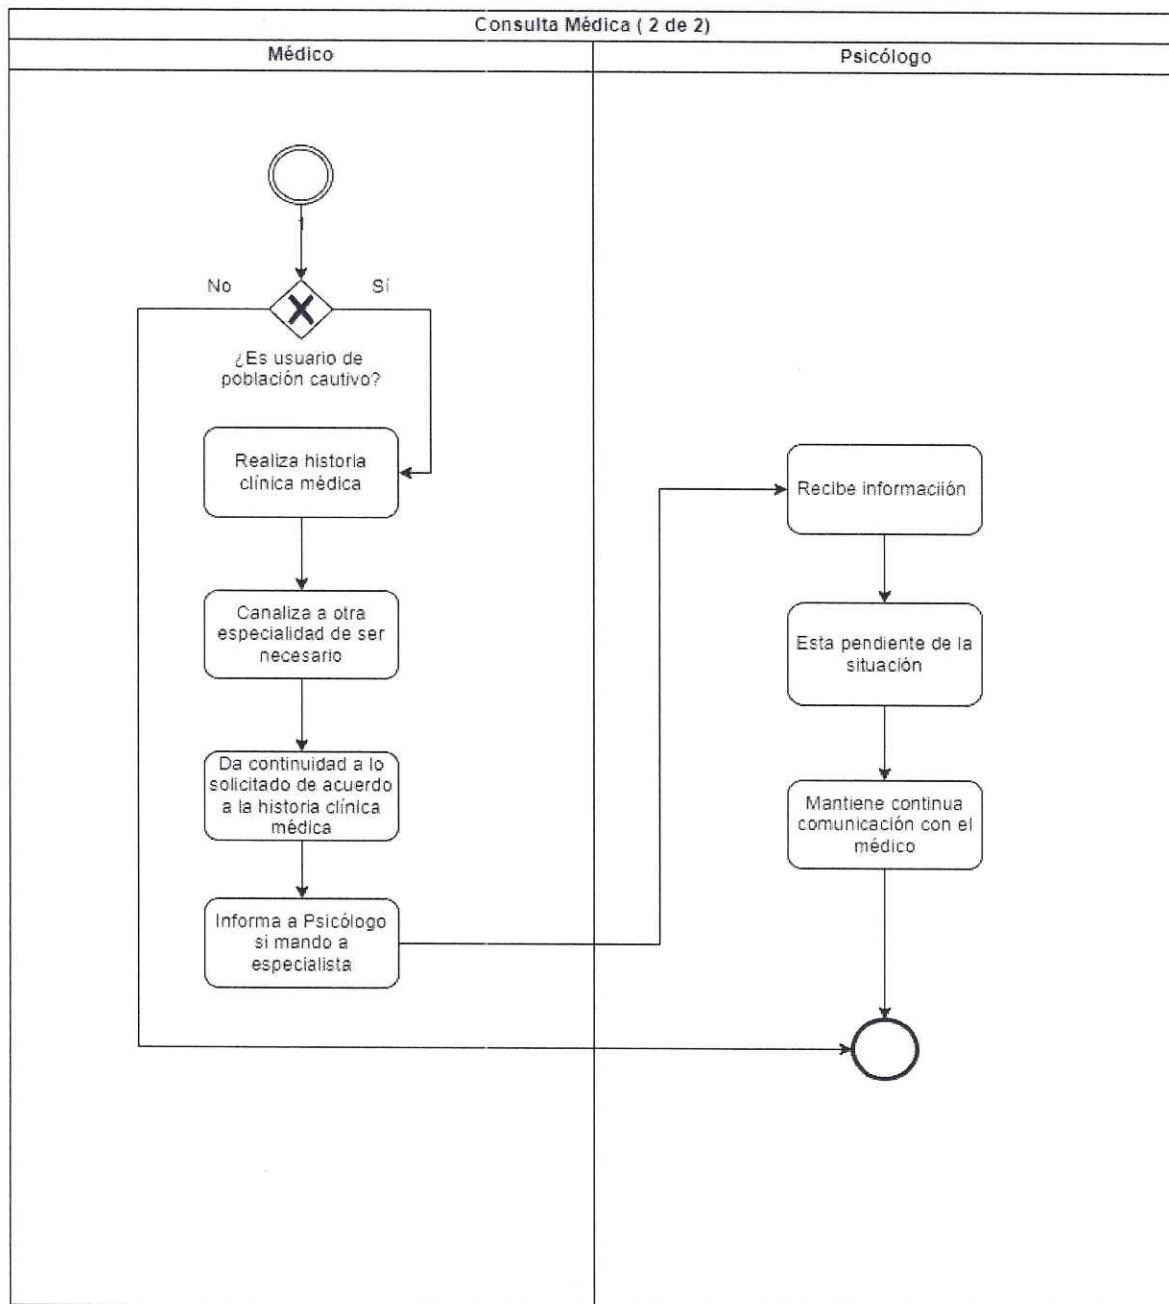 Consulta Médica ( 2 de 2)
Médico
Psicólogo
1
No
Sí
¿Es usuario de
población cautivo?
Realiza historia
clínica médica
Canaliza a otra
especialidad de ser
necesario
Da continuidad a lo
solicitado de acuerdo
a la historia clínica
médica
Informa a Psicólogo
si mando a
especialista
Recibe informaciión
Esta pendiente de la
situación
Mantiene continua
comunicación con el
médico